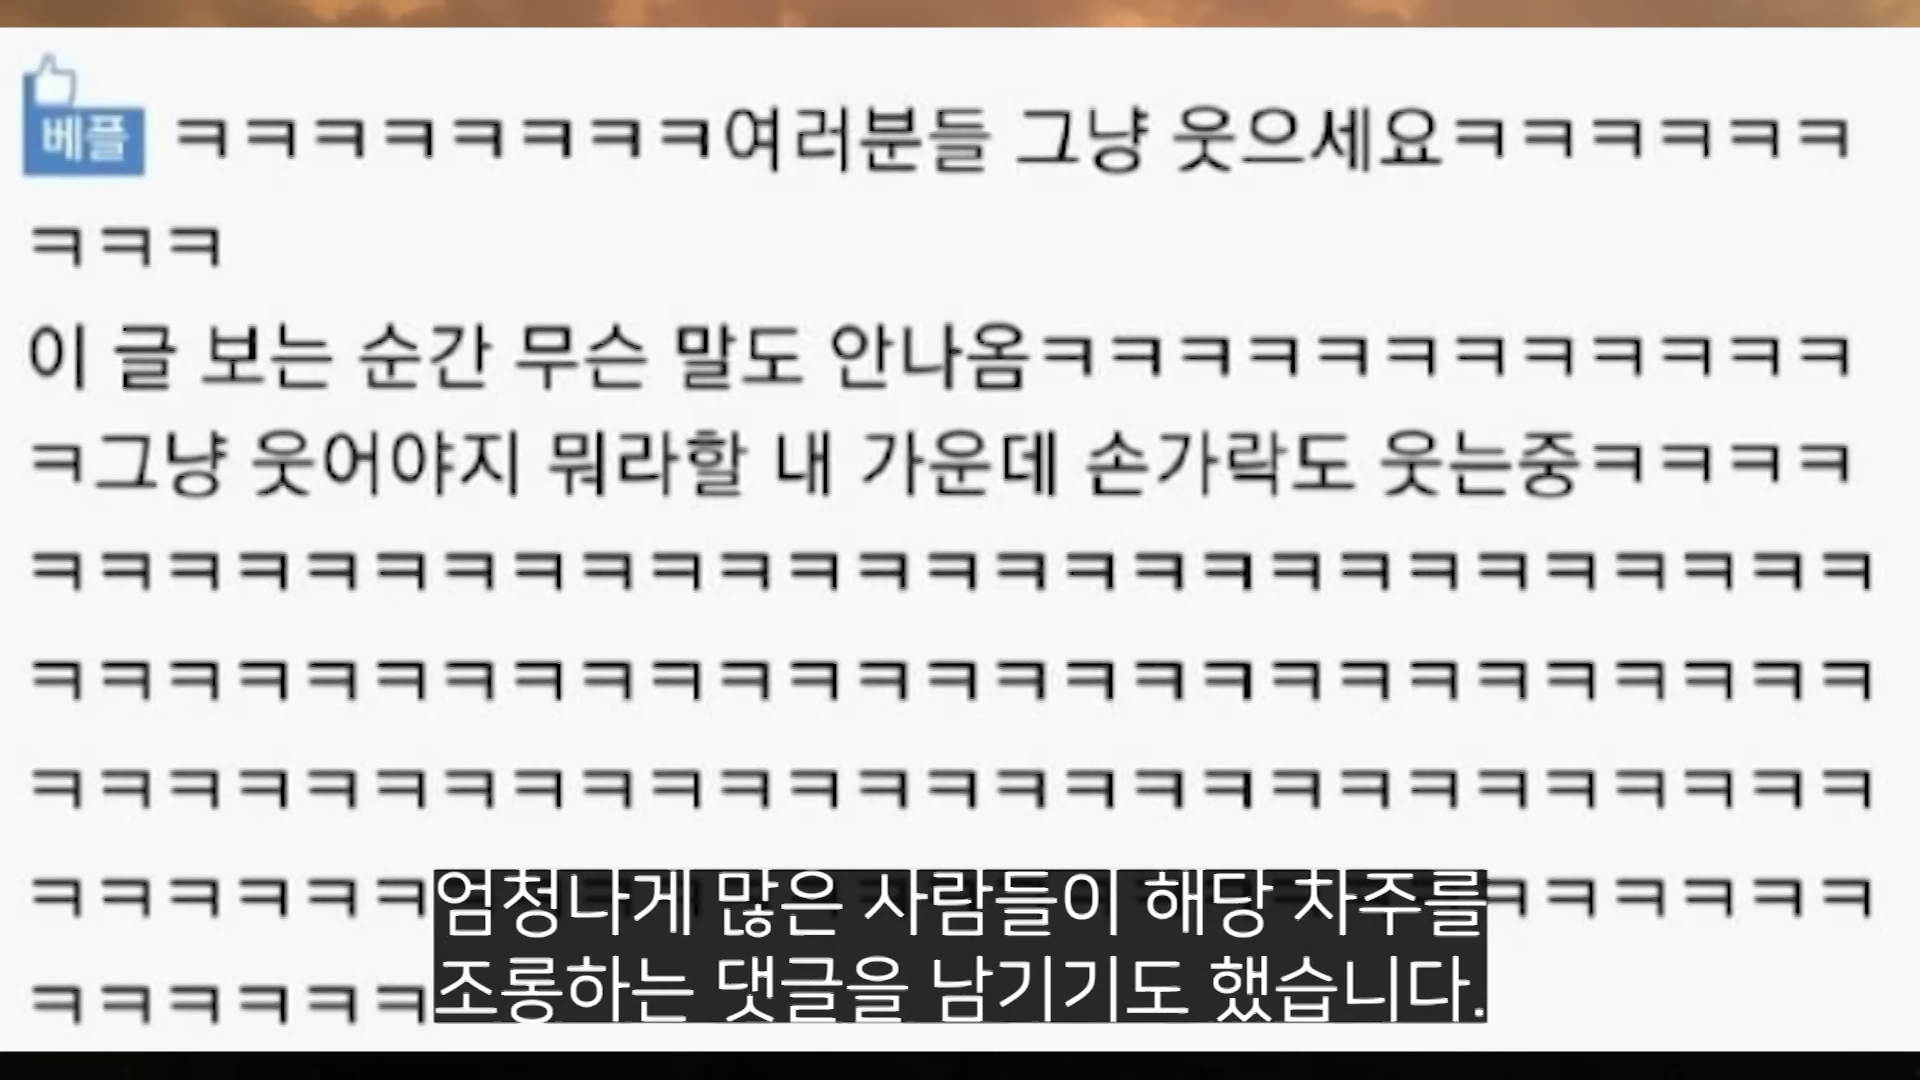 베플 ㅋㅋㅋㅋㅋㅋㅋㅋ여러분들 그냥 웃으세요ㅋㅋㅋㅋㅋㅋ
ㅋㅋㅋ
이 글 보는 순간 무슨 말도 안나옴ㅋㅋㅋㅋㅋㅋㅋㅋㅋㅋㅋㅋ
ㅋ그냥 웃어야지 뭐라할 내 가운데 손가락도 웃는중ㅋㅋㅋㅋ
ㅋㅋㅋㅋㅋㅋㅋㅋㅋㅋㅋㅋㅋㅋㅋㅋㅋㅋㅋㅋㅋㅋㅋㅋㅋㅋㅋ
ㅋㅋㅋㅋㅋㅋㅋㅋㅋㅋㅋㅋㅋㅋㅋㅋㅋㅋㅋㅋㅋㅋㅋㅋㅋㅋㅋ
ㅋㅋㅋㅋㅋㅋㅋㅋㅋㅋㅋㅋㅋㅋㅋㅋㅋㅋㅋㅋㅋㅋㅋㅋㅋㅋㅋ
ㅋㅋㅋㅋㅋㅋ ㅋㅋㅋㅋㅋㅋ
ㅋㅋㅋㅋㅋㅋ
엄청나게 많은 사람들이 해당 차주를
조롱하는 댓글을 남기기도 했습니다.